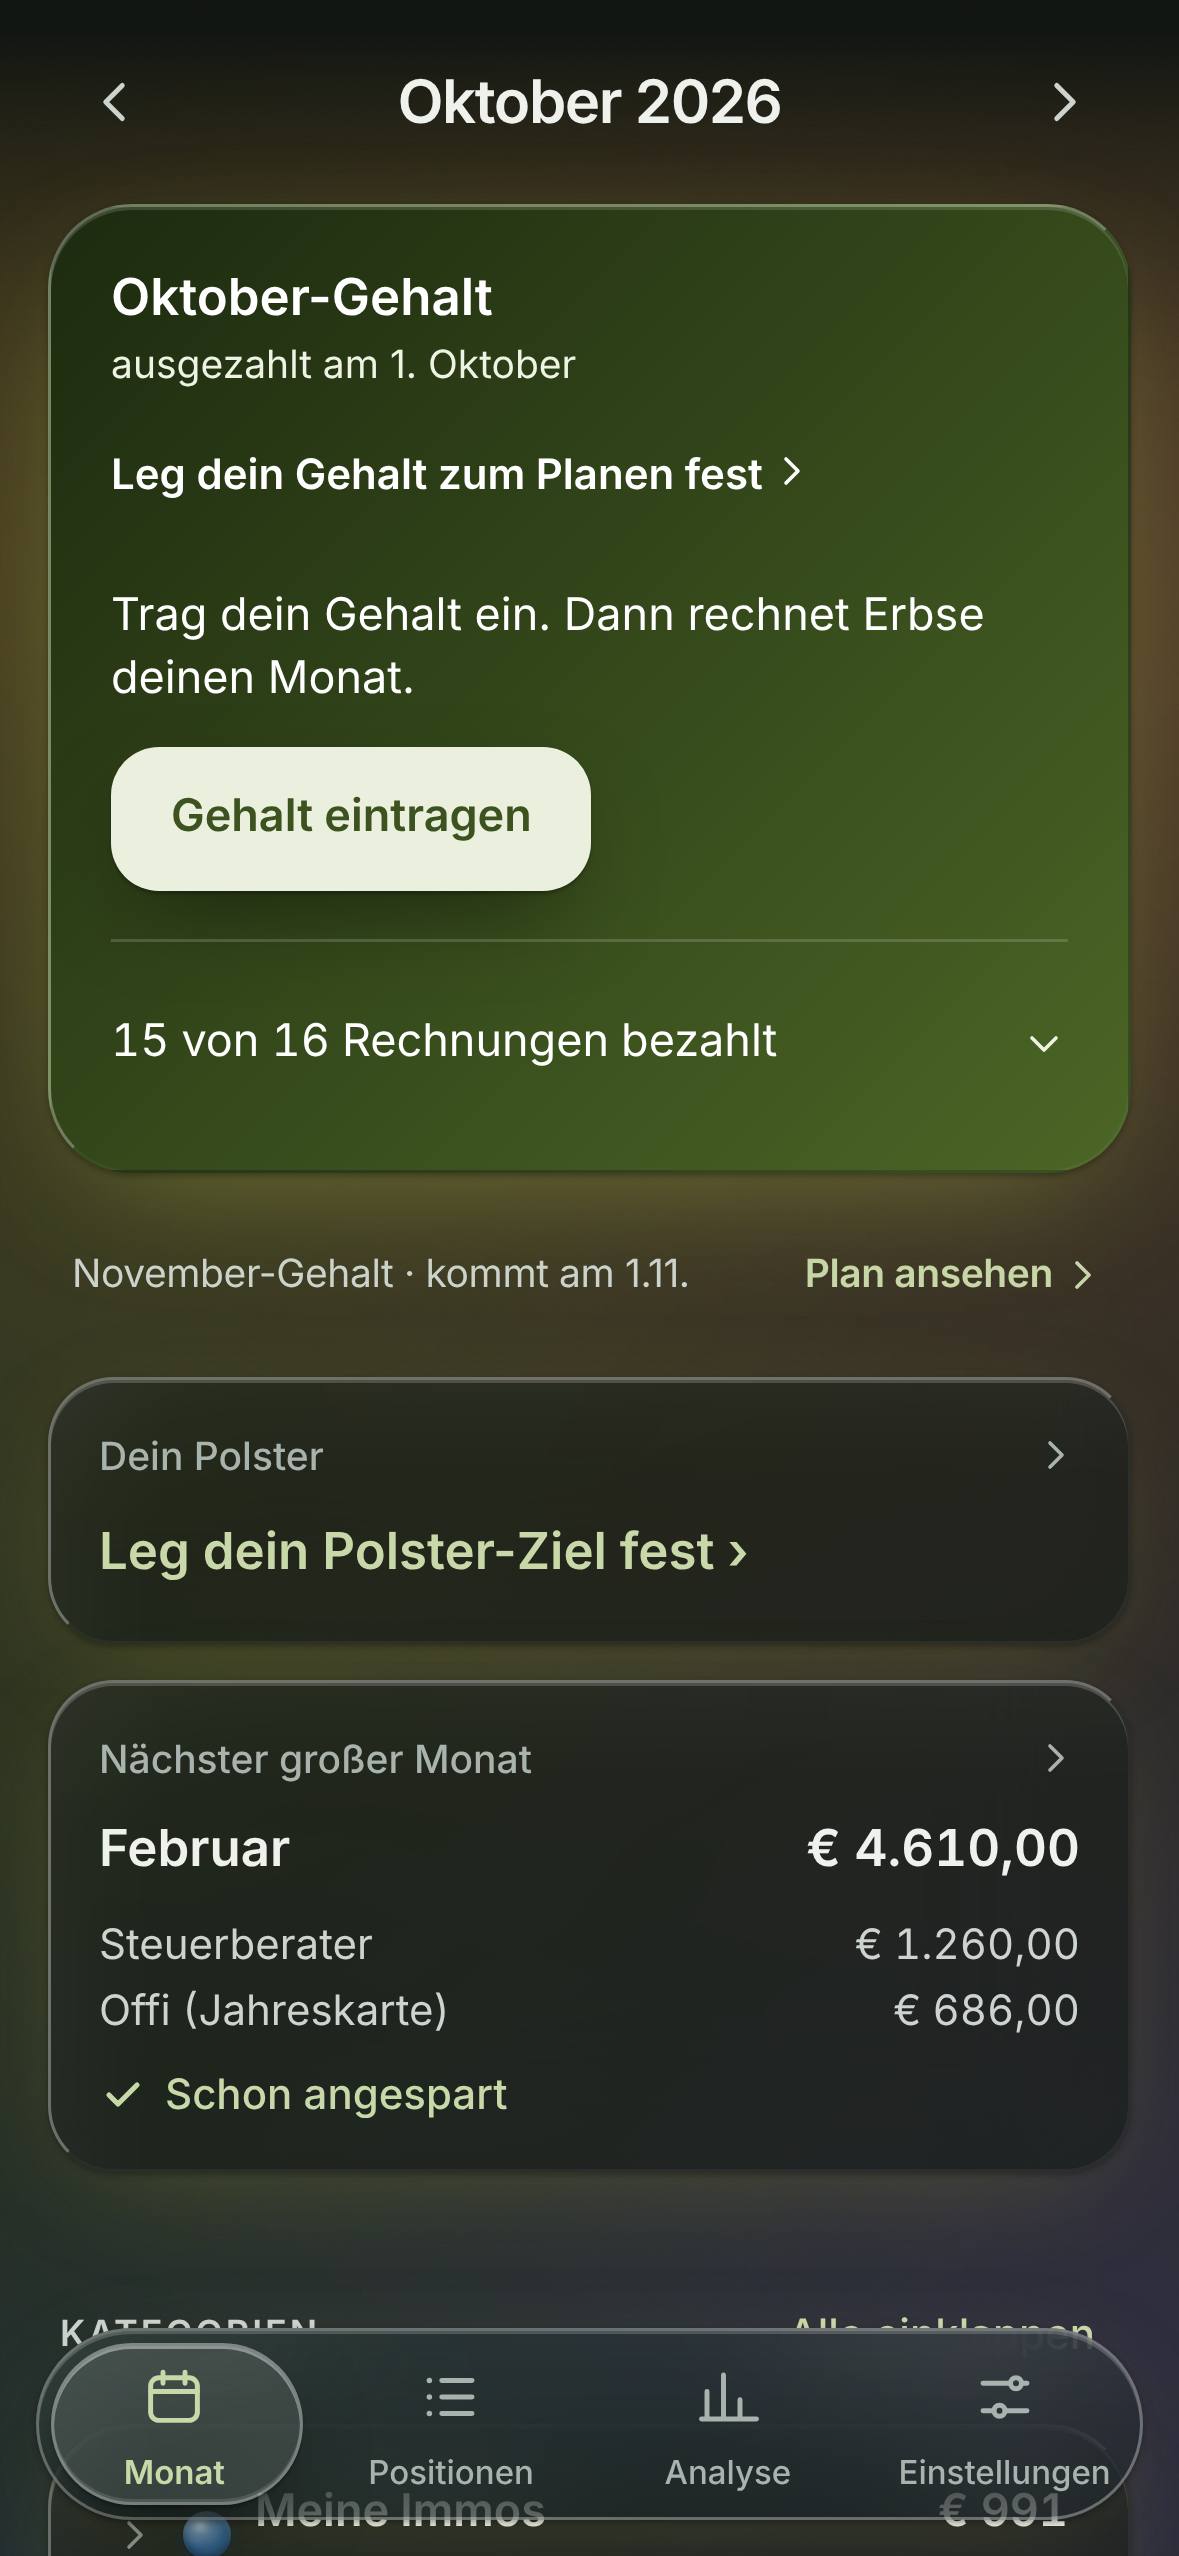 Oktober 2026
Oktober-Gehalt
ausgezahlt am 1. Oktober
Leg dein Gehalt zum Planen fest
Trag dein Gehalt ein. Dann rechnet Erbse
deinen Monat.
Gehalt eintragen
15 von 16 Rechnungen bezahlt
November-Gehalt · kommt am 1.11.
Plan ansehen
Dein Polster
Leg dein Polster-Ziel fest ›
Nächster großer Monat
Februar € 4.610,00
Steuerberater € 1.260,00
Offi (Jahreskarte) € 686,00
Schon angespart
KATEGORIEN Alle einklappen
Monat Positionen Analyse Einstellungen
Meine Immos € 991